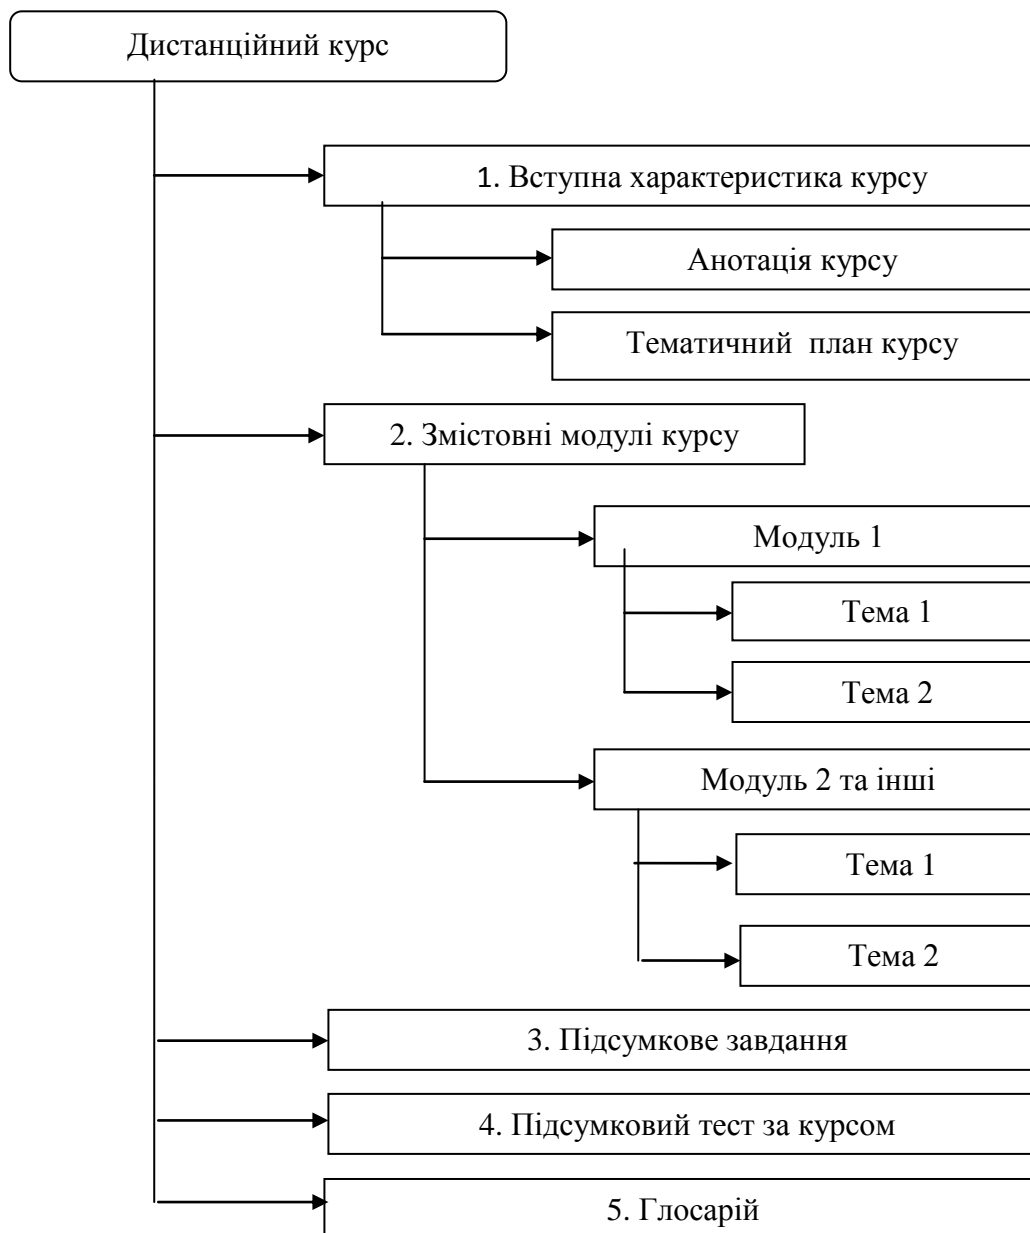 Дистанційний курс
1. Вступна характеристика курсу
Анотація курсу
Тематичний план курсу
2. Змістовні модулі курсу
Модуль 1
Тема 1
Тема 2
Модуль 2 та інші
Тема 1
Тема 2
3. Підсумкове завдання
4. Підсумковий тест за курсом
5. Глосарій